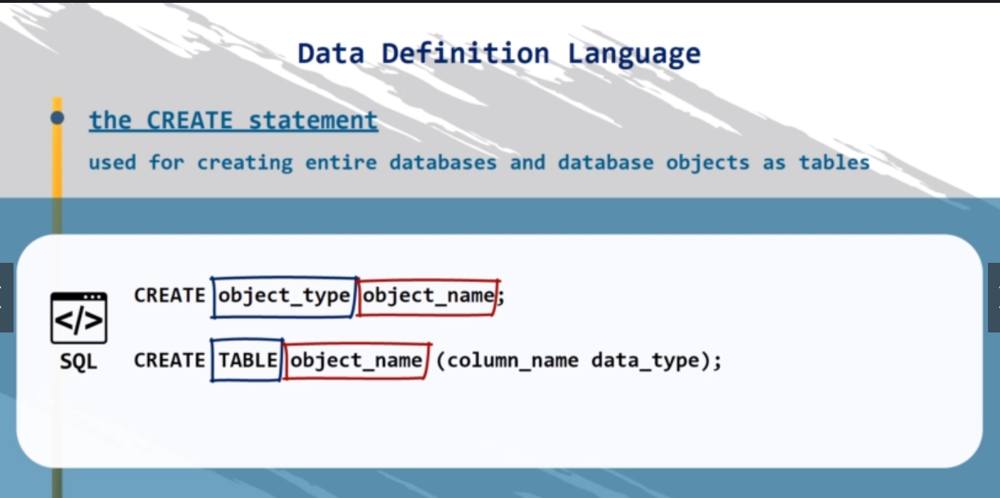 Data Definition Language
the CREATE statement
used for creating entire databases and database objects as tables
CREATE object_type object_name;
</>
SQL
CREATE TABLE object_name (column_name data_type);